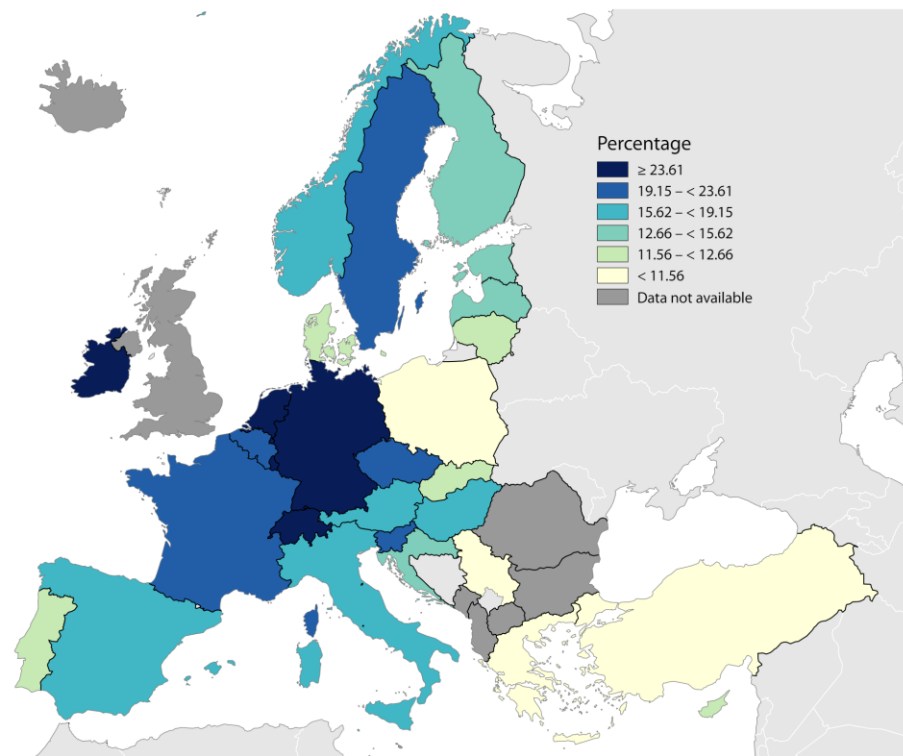 Percentage
≥ 23.61
19.15 – < 23.61
15.62 – < 19.15
12.66 – < 15.62
11.56 – < 12.66
< 11.56
Data not available